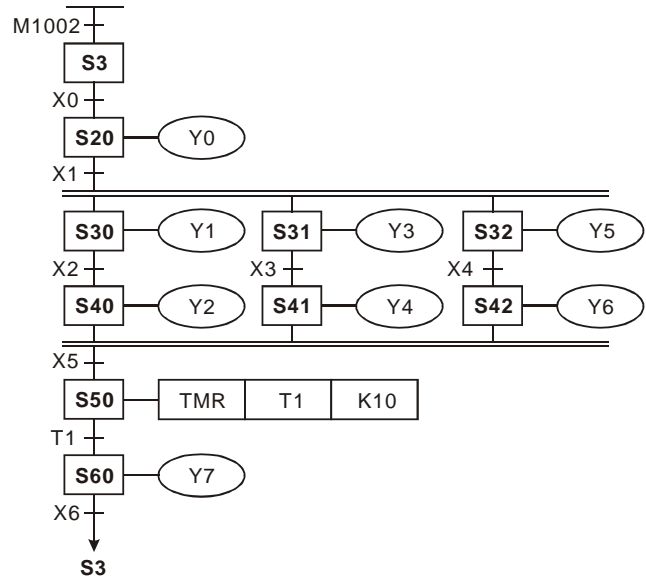 M1002
S3
X0
S20 Y0
X1
S30 Y1 S31 Y3 S32 Y5
X2 X3 X4
S40 Y2 S41 Y4 S42 Y6
X5
S50 TMR T1 K10
T1
S60 Y7
X6
S3